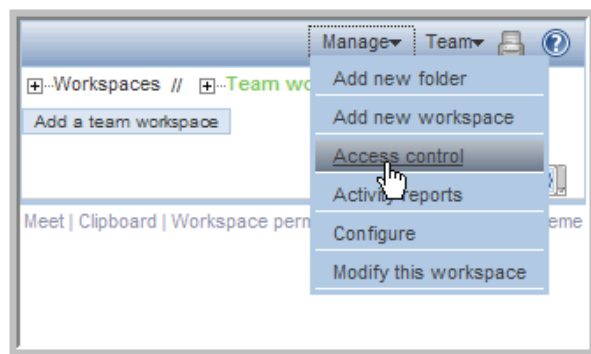 Manage Team
Workspaces // Team wo
Add new folder
Add a team workspace
Add new workspace
Access control
Activity reports
Meet | Clipboard | Workspace perm
eme
Configure
Modify this workspace